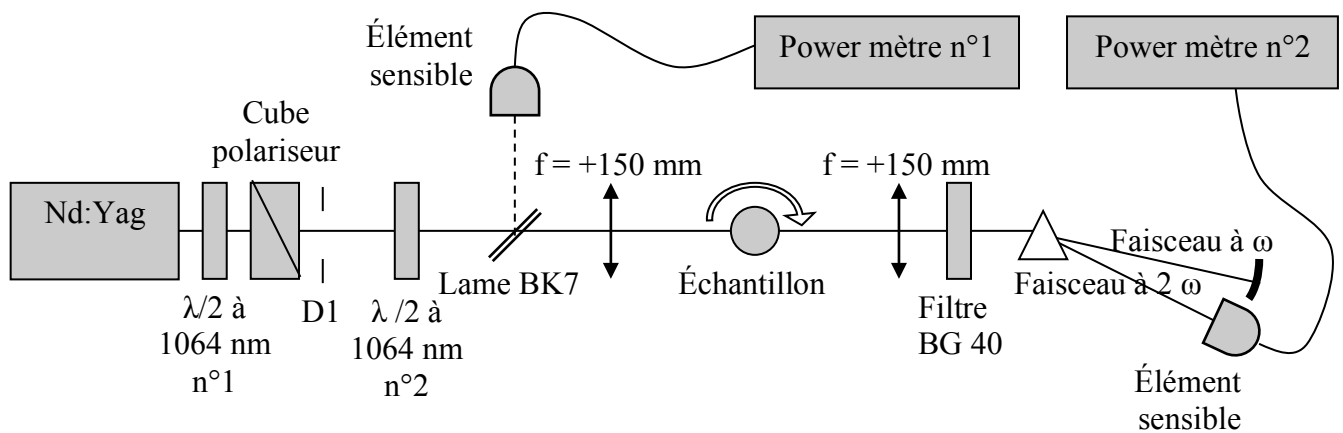 Élément
sensible
Power mètre n°1
Power mètre n°2
Cube
polariseur
f = +150 mm
f = +150 mm
Nd:Yag
Faisceau à ω
Lame BK7
Échantillon
Faisceau à 2 ω
λ/2 à
1064 nm
n°1
D1
λ /2 à
1064 nm
n°2
Filtre
BG 40
Élément
sensible